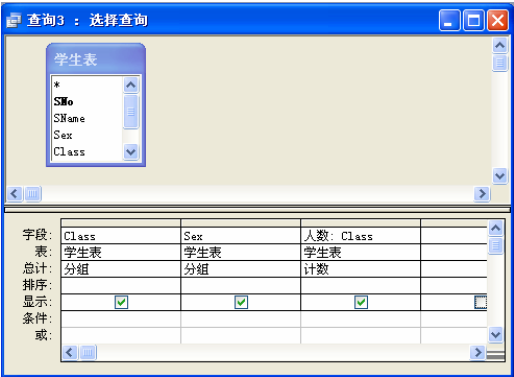 查询3 : 选择查询
学生表
*
SNo
SName
Sex
Class
字段: Class Sex 人数: Class
表: 学生表 学生表 学生表
总计: 分组 分组 计数
排序:
显示:
条件:
或: